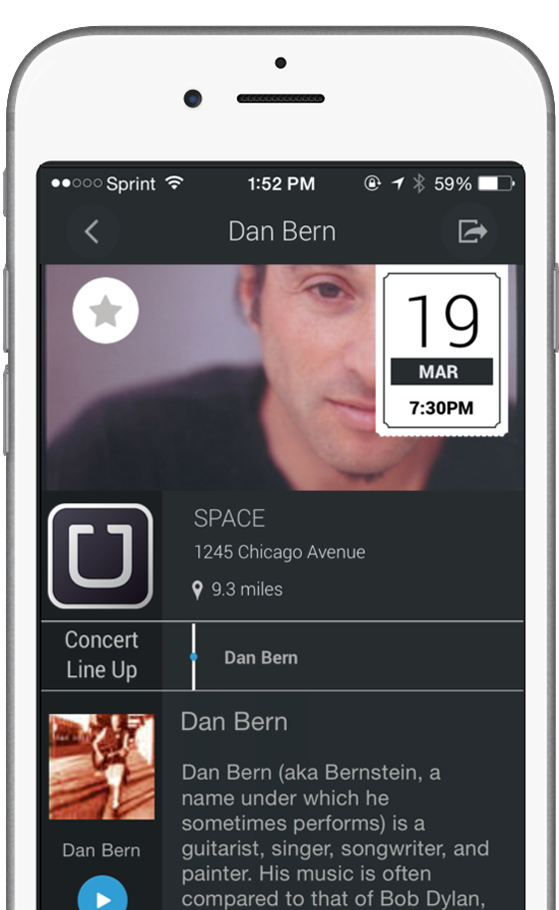 Sprint 1:52 PM 59%
Dan Bern
19
MAR
7:30PM
SPACE
1245 Chicago Avenue
9.3 miles
Concert
Line Up
Dan Bern
Dan Bern
Dan Bern (aka Bernstein, a
name under which he
sometimes performs) is a
guitarist, singer, songwriter, and
painter. His music is often
compared to that of Bob Dylan,
Dan Bern